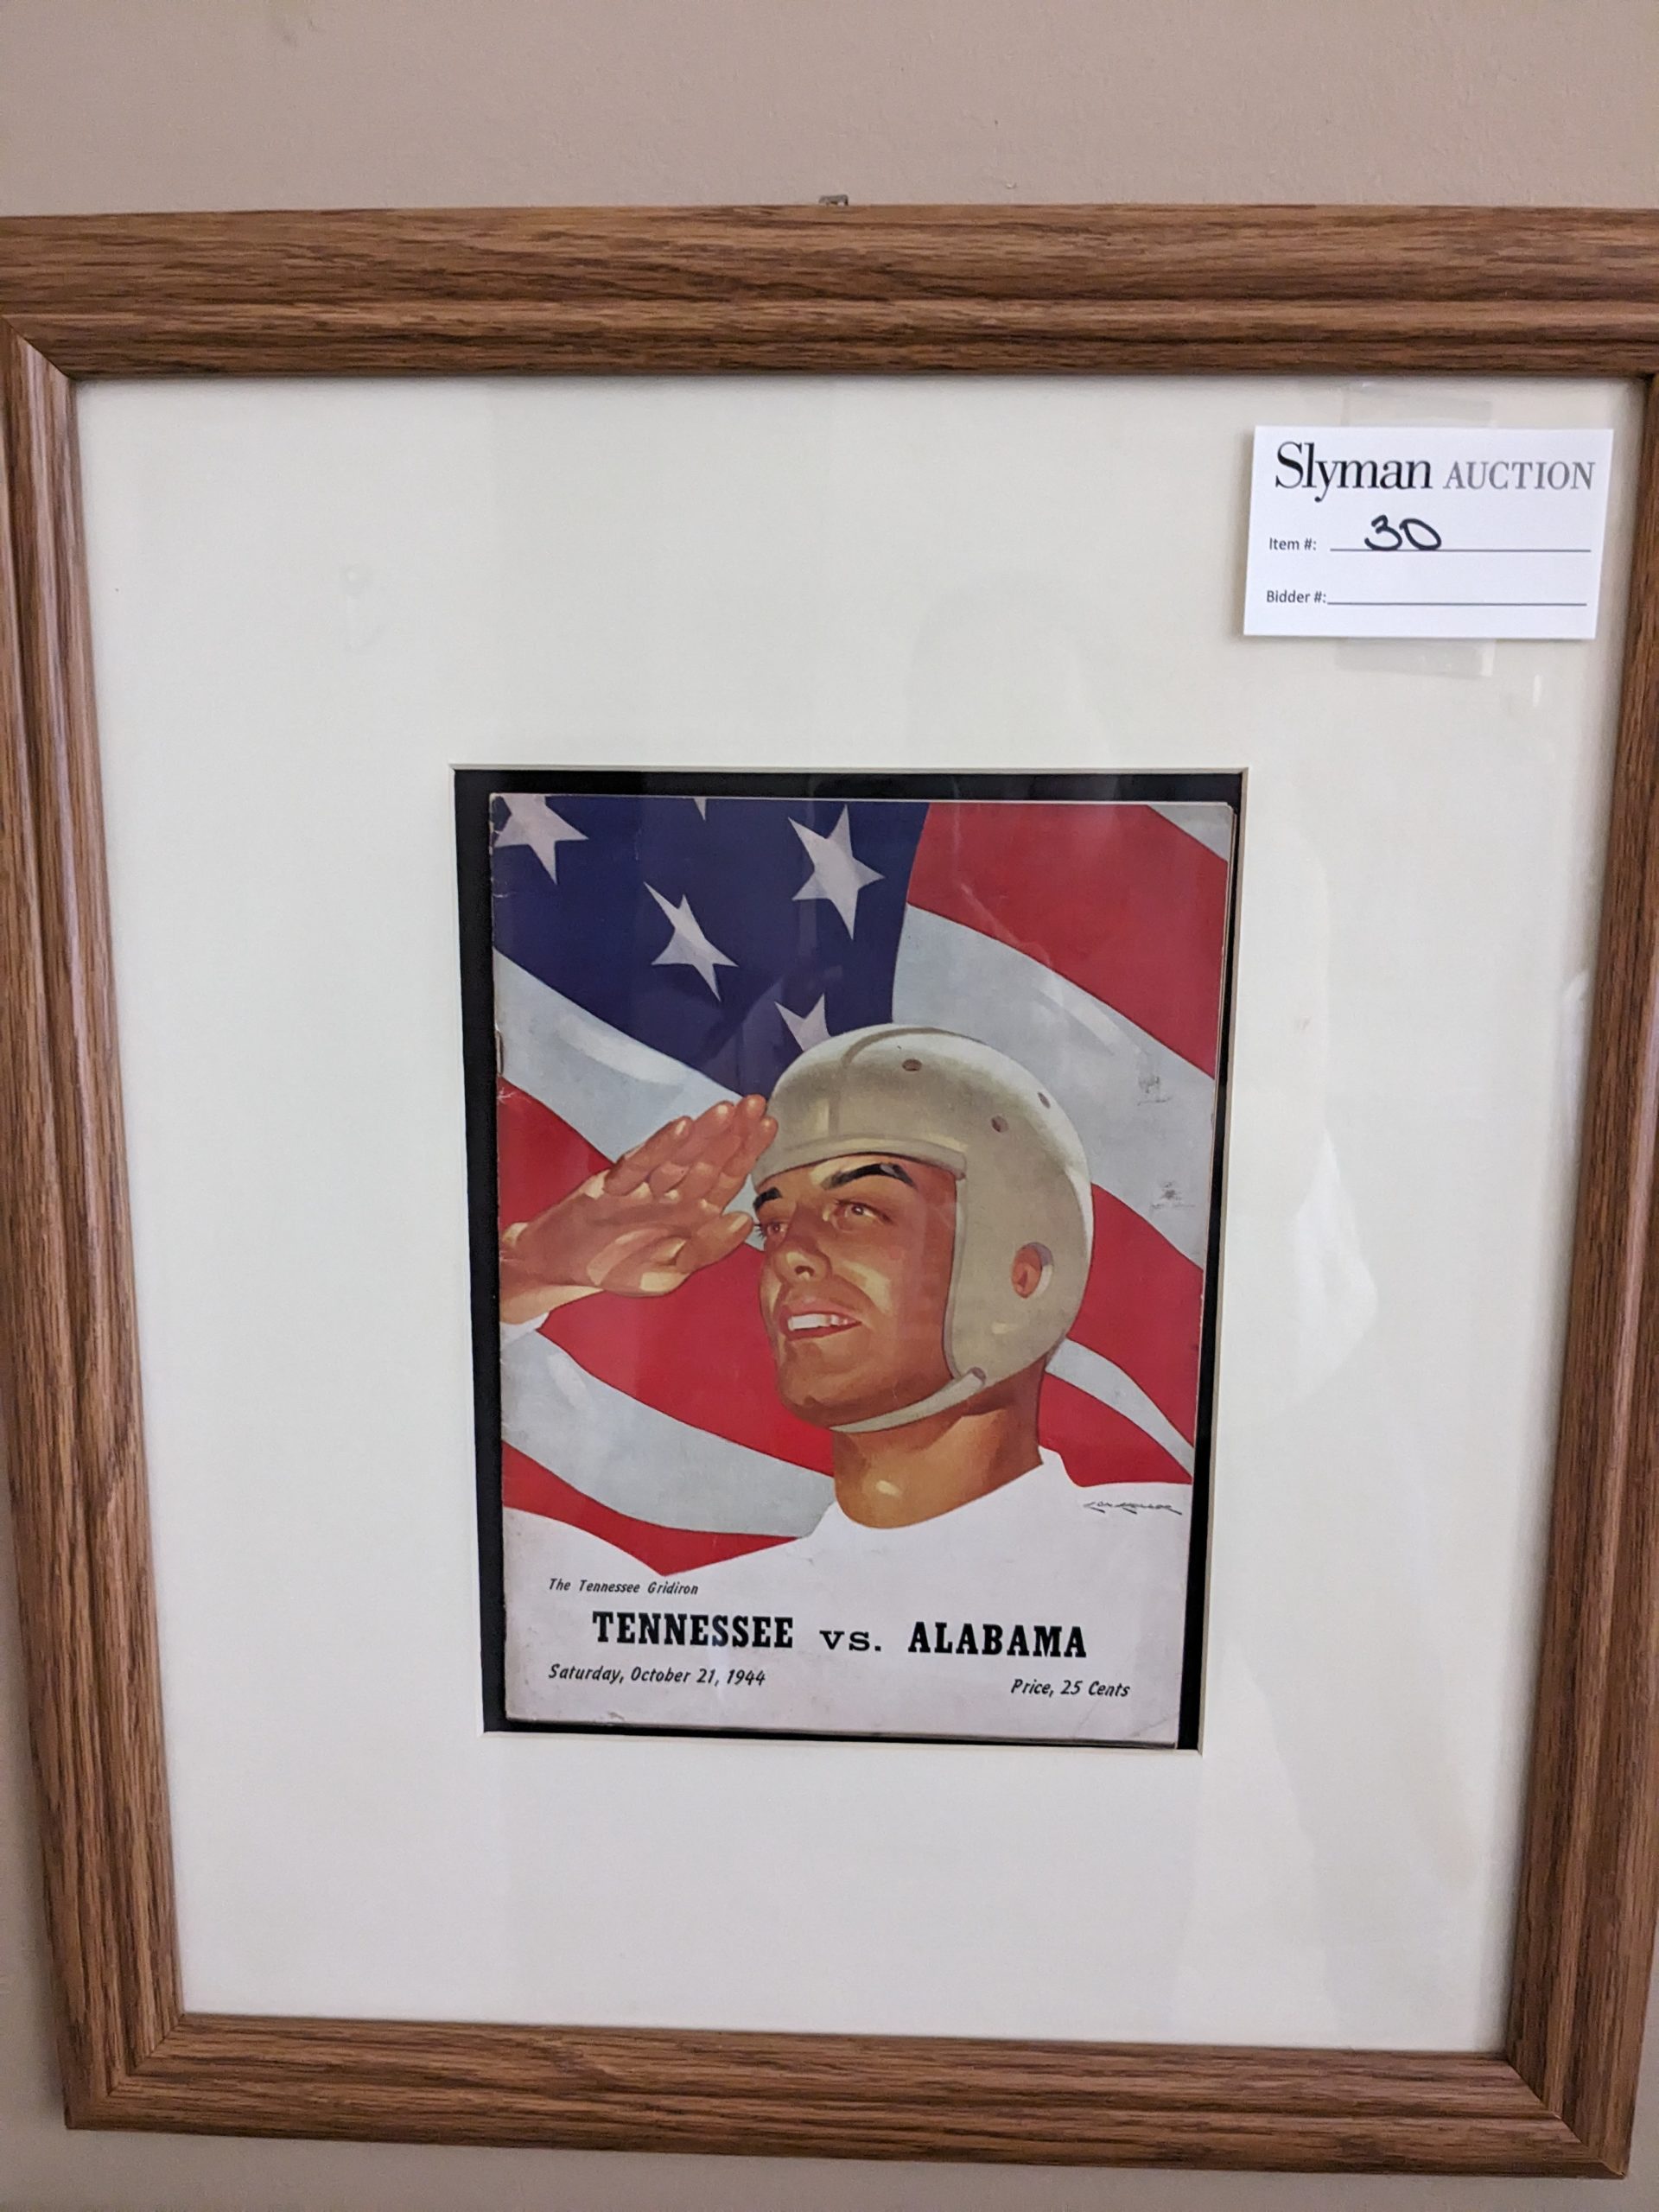 Slyman AUCTION
Item #: 30
Bidder #:
The Tennessee Gridiron
TENNESSEE vs. ALABAMA
Saturday, October 21, 1944
Price, 25 Cents